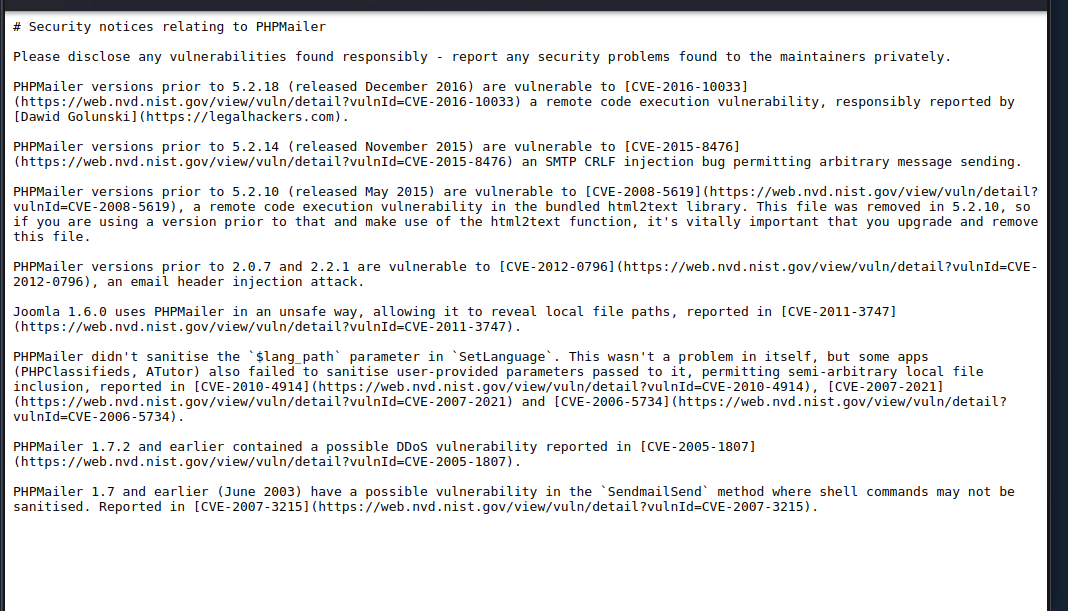 # Security notices relating to PHPMailer
Please disclose any vulnerabilities found responsibly - report any security problems found to the maintainers privately.
PHPMailer versions prior to 5.2.18 (released December 2016) are vulnerable to [CVE-2016-10033]
(https://web.nvd.nist.gov/view/vuln/detail?vulnId=CVE-2016-10033) a remote code execution vulnerability, responsibly reported by
[Dawid Golunski](https://legalhackers.com).
PHPMailer versions prior to 5.2.14 (released November 2015) are vulnerable to [CVE-2015-8476]
(https://web.nvd.nist.gov/view/vuln/detail?vulnId=CVE-2015-8476) an SMTP CRLF injection bug permitting arbitrary message sending.
PHPMailer versions prior to 5.2.10 (released May 2015) are vulnerable to [CVE-2008-5619](https://web.nvd.nist.gov/view/vuln/detail?
vulnId=CVE-2008-5619), a remote code execution vulnerability in the bundled html2text library. This file was removed in 5.2.10, so
if you are using a version prior to that and make use of the html2text function, it's vitally important that you upgrade and remove
this file.
PHPMailer versions prior to 2.0.7 and 2.2.1 are vulnerable to [CVE-2012-0796](https://web.nvd.nist.gov/view/vuln/detail?vulnId=CVE-
2012-0796), an email header injection attack.
Joomla 1.6.0 uses PHPMailer in an unsafe way, allowing it to reveal local file paths, reported in [CVE-2011-3747]
(https://web.nvd.nist.gov/view/vuln/detail?vulnId=CVE-2011-3747).
PHPMailer didn't sanitise the `$lang_path` parameter in `SetLanguage`. This wasn't a problem in itself, but some apps
(PHPClassifieds, ATutor) also failed to sanitise user-provided parameters passed to it, permitting semi-arbitrary local file
inclusion, reported in [CVE-2010-4914](https://web.nvd.nist.gov/view/vuln/detail?vulnId=CVE-2010-4914), [CVE-2007-2021]
(https://web.nvd.nist.gov/view/vuln/detail?vulnId=CVE-2007-2021) and [CVE-2006-5734](https://web.nvd.nist.gov/view/vuln/detail?
vulnId=CVE-2006-5734).
PHPMailer 1.7.2 and earlier contained a possible DDoS vulnerability reported in [CVE-2005-1807]
(https://web.nvd.nist.gov/view/vuln/detail?vulnId=CVE-2005-1807).
PHPMailer 1.7 and earlier (June 2003) have a possible vulnerability in the `SendmailSend` method where shell commands may not be
sanitised. Reported in [CVE-2007-3215](https://web.nvd.nist.gov/view/vuln/detail?vulnId=CVE-2007-3215).